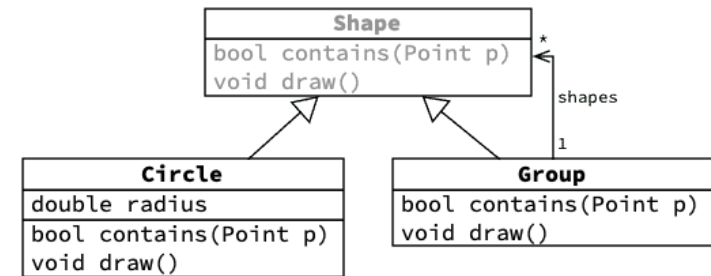 Shape
bool contains(Point p)
void draw()
*
shapes
1
Circle
double radius
bool contains(Point p)
void draw()
Group
bool contains(Point p)
void draw()